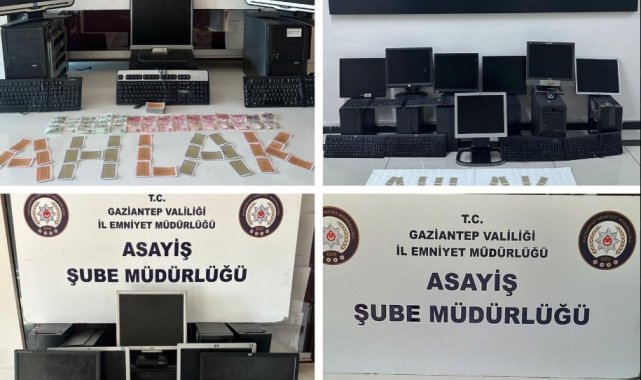 AHLAK
AHLAK
T.C.
GAZİANTEP VALİLİĞİ
İL EMNİYET MÜDÜRLÜĞÜ
ASAYİŞ
ŞUBE MÜDÜRLÜĞÜ
T.C.
GAZİANTEP VALİLİĞİ
İL EMNİYET MÜDÜRLÜĞÜ
ASAYİŞ
ŞUBE MÜDÜRLÜĞÜ